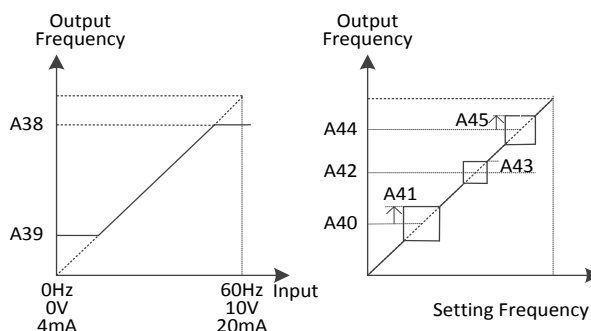 Output
Frequency
A38
A39
0Hz
0V
4mA
60Hz
10V
20mA
Input
Output
Frequency
A45
A44
A43
A42
A41
A40
Setting Frequency